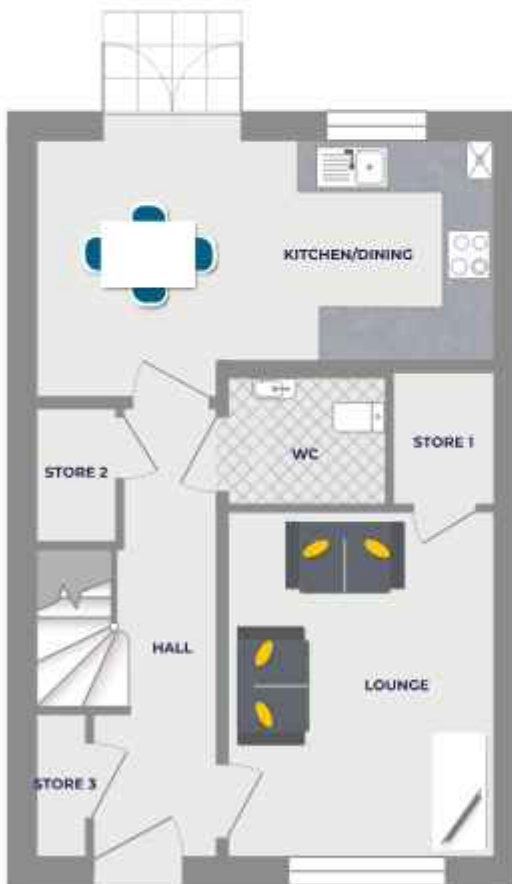 KITCHEN/DINING
STORE 1
WC
STORE 2
HALL
LOUNGE
STORE 3